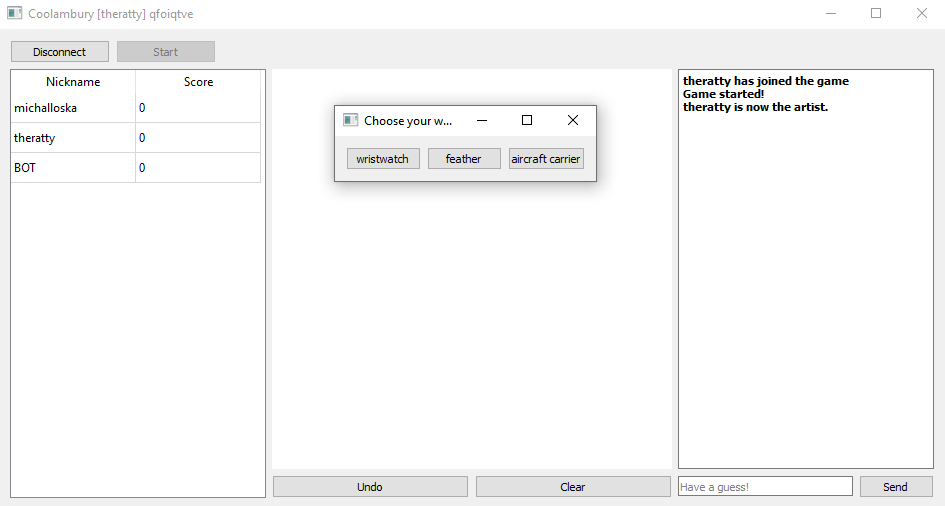 Coolambury [theratty] qfoiqtve
Disconnect
Start
Nickname Score
michalloska 0
theratty 0
BOT 0
Choose your w...
wristwatch feather aircraft carrier
theratty has joined the game
Game started!
theratty is now the artist.
Undo
Clear
Have a guess!
Send